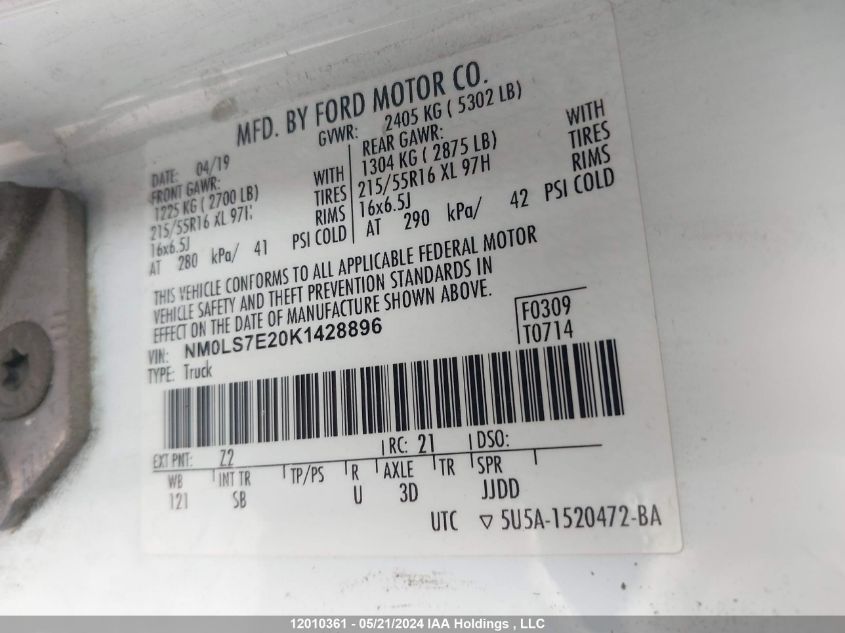 MFD. BY FORD MOTOR CO.
DATE: 04/19 GVWR: 2405 KG ( 5302 LB)
FRONT GAWR: REAR GAWR:
1225 KG ( 2700 LB) WITH 1304 KG ( 2875 LB) WITH
215/55R16 XL 97H TIRES 215/55R16 XL 97H TIRES
16x6.5J RIMS 16x6.5J RIMS
AT 280 kPa/ 41 PSI COLD AT 290 kPa/ 42 PSI COLD
THIS VEHICLE CONFORMS TO ALL APPLICABLE FEDERAL MOTOR
VEHICLE SAFETY AND THEFT PREVENTION STANDARDS IN
EFFECT ON THE DATE OF MANUFACTURE SHOWN ABOVE.
VIN: NM0LS7E20K1428896 F0309
TYPE: Truck T0714
EXT PNT: Z2 RC: 21 DSO:
WB INT TR TP/PS R AXLE TR SPR
121 SB U 3D JJDD
UTC ▽ 5U5A-1520472-BA
12010361 - 05/21/2024 IAA Holdings , LLC